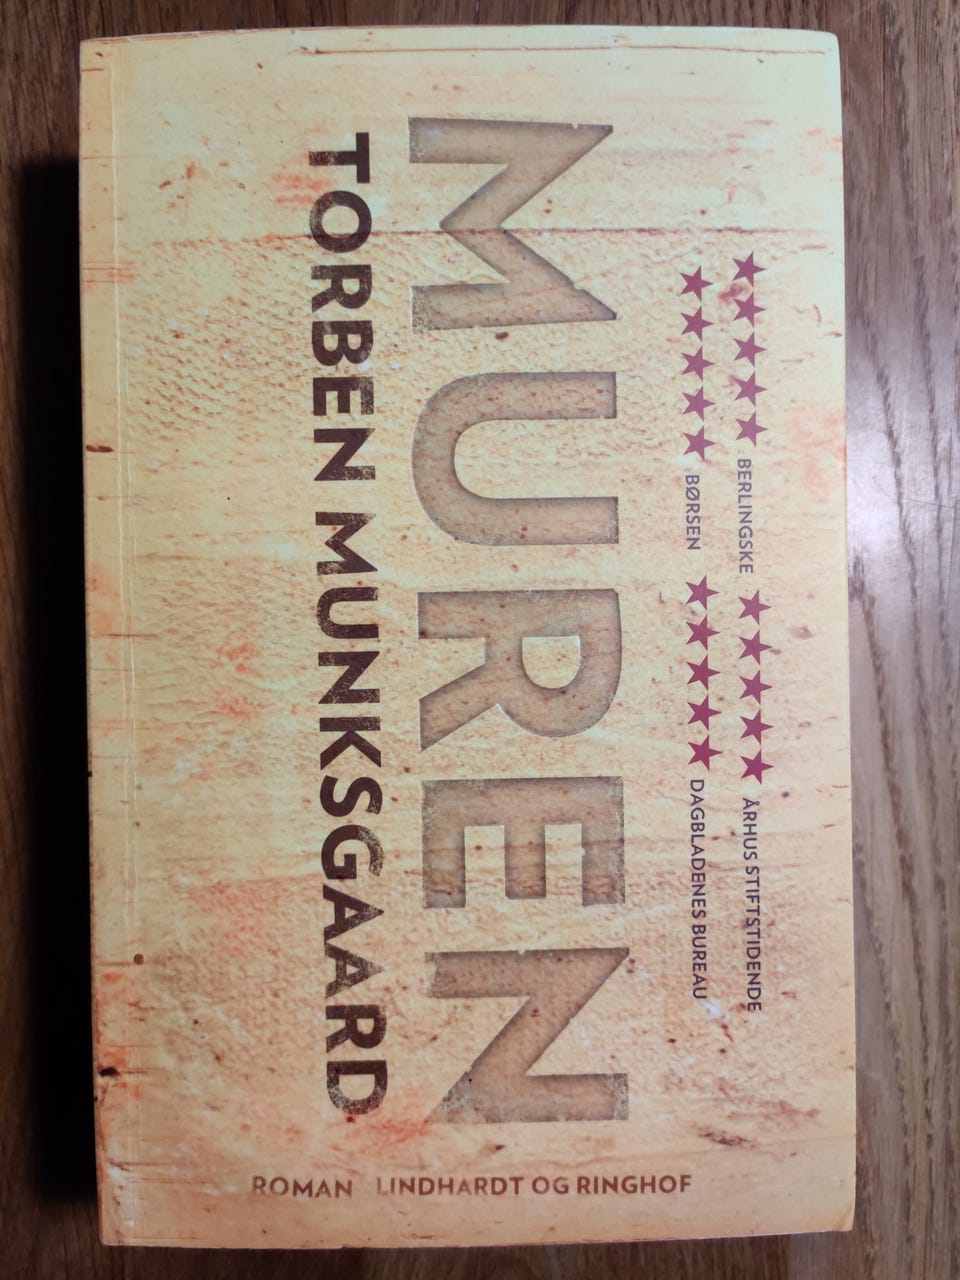 ★★★★★ BERLINGSKE ★★★★★ ÅRHUS STIFTSTIDENDE
★★★★★ BØRSEN ★★★★★ DAGBLADENES BUREAU
MUREN
TORBEN MUNKSGAARD
ROMAN LINDHARDT OG RINGHOF